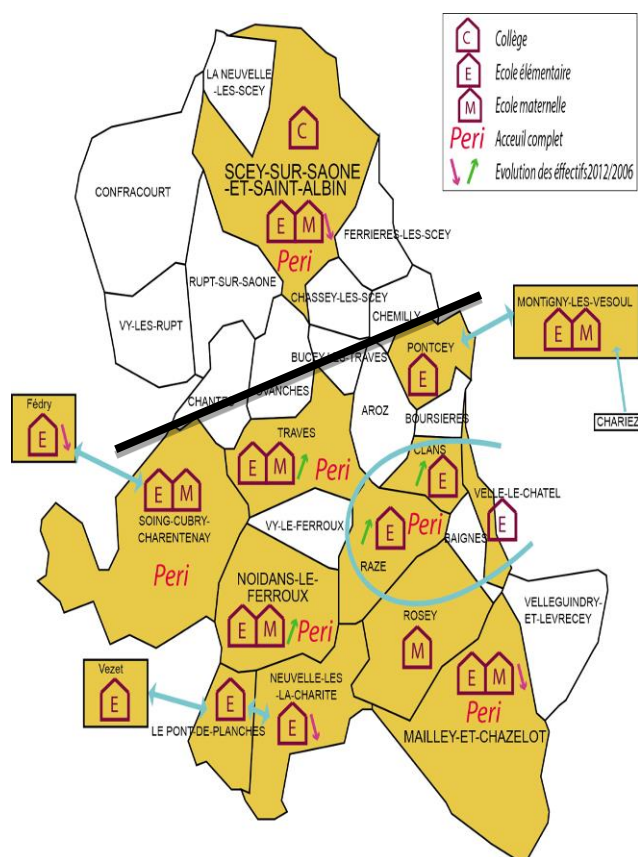 C Collège
E Ecole élémentaire
M Ecole maternelle
Peri Acceuil complet
Evolution des éffectifs2012/2006
LA NEUVELLE
-LES-SCEY
C
SCEY-SUR-SAONE
-ET-SAINT-ALBIN
CONFRACOURT
E M
Peri
FERRIERES-LES-SCEY
RUPT-SUR-SAONE
CHASSEY-LES-SCEY
VY-LES-RUPT
CHEMILLY
MONTiGNY-LES-VESOUL
E M
PONTCEY
E
BUCEY-LES-TRAVES
CHARIEZ
Fédry
E
AROZ
BOURSIERES
TRAVES
E M Peri
CLANS
E
SOING-CUBRY-
CHARENTENAY
E M
Peri
VELLE-LE-CHATEL
E
VY-LE-FERROUX
E Peri
RAZE
BAIGNES
NOIDANS-LE-
FERROUX
E M Peri
ROSEY
M
VELLEGUINDRY-
ET-LEVRECEY
Vezet
E
E
LE PONT-DE-PLANCHES
NEUVELLE-LES
-LA-CHARITE
E
E M
Peri
MAILLEY-ET-CHAZELOT